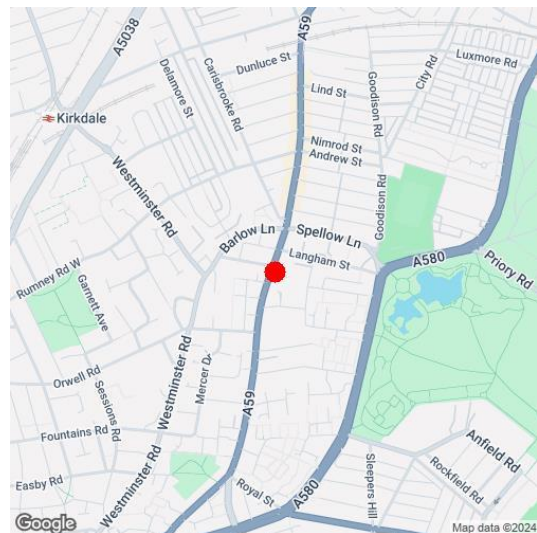 A59
A5038
Dunluce St
Luxmore Rd
Delamore St
Carisbrooke Rd
Lind St
Goodison Rd
City Rd
Kirkdale
Nimrod St
Andrew St
Westminster Rd
Goodison Rd
Barlow Ln
Spellow Ln
Langham St
A580
Priory Rd
Rumney Rd W
Garnett Ave
Orwell Rd
Mercer Dr
Westminster Rd
Sessions Rd
A59
Fountains Rd
Anfield Rd
Easby Rd
Westminster Rd
Royal St
A580
Sleepers Hill
Rockfield Rd
Google
Map data ©2024